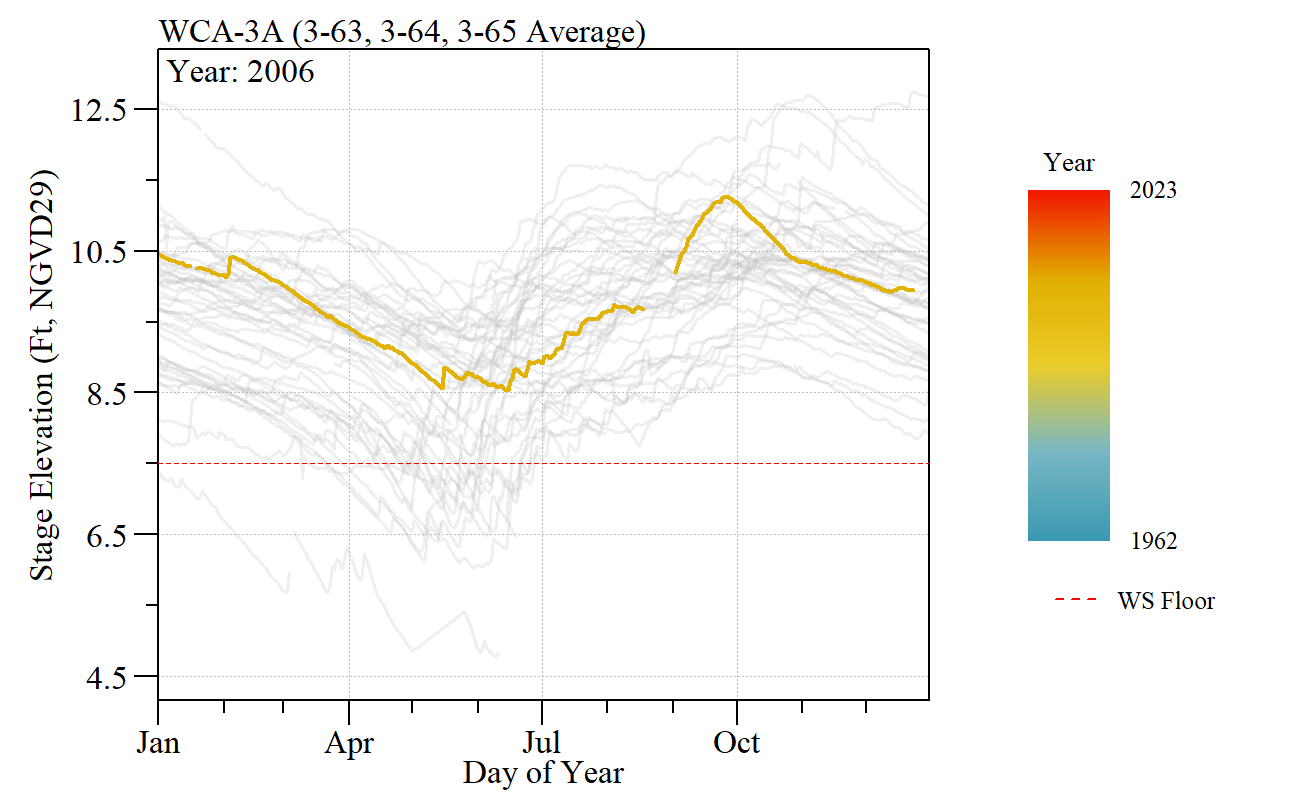 WCA-3A (3-63, 3-64, 3-65 Average)
Year: 2006
12.5
10.5
8.5
6.5
4.5
Stage Elevation (Ft, NGVD29)
Jan
Apr
Jul
Oct
Day of Year
Year
2023
1962
WS Floor